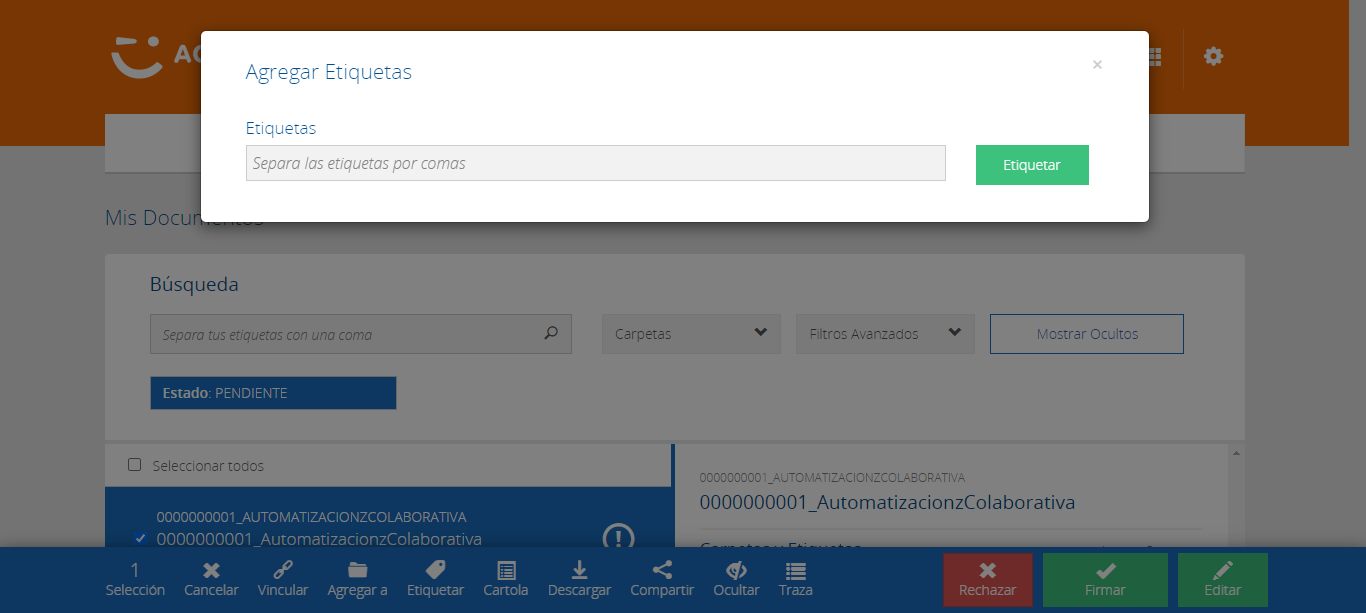 Agregar Etiquetas
×
Etiquetas
Separa las etiquetas por comas
Etiquetar
Mis Documentos
Búsqueda
Separa tus etiquetas con una coma
Carpetas
Filtros Avanzados
Mostrar Ocultos
Estado: PENDIENTE
Seleccionar todos
0000000001_AUTOMATIZACIONZCOLABORATIVA
0000000001_AutomatizacionzColaborativa
0000000001_AUTOMATIZACIONZCOLABORATIVA
0000000001_AutomatizacionzColaborativa
Carpetas y Etiquetas
1
Selección
Cancelar
Vincular
Agregar a
Etiquetar
Cartola
Descargar
Compartir
Ocultar
Traza
Rechazar
Firmar
Editar